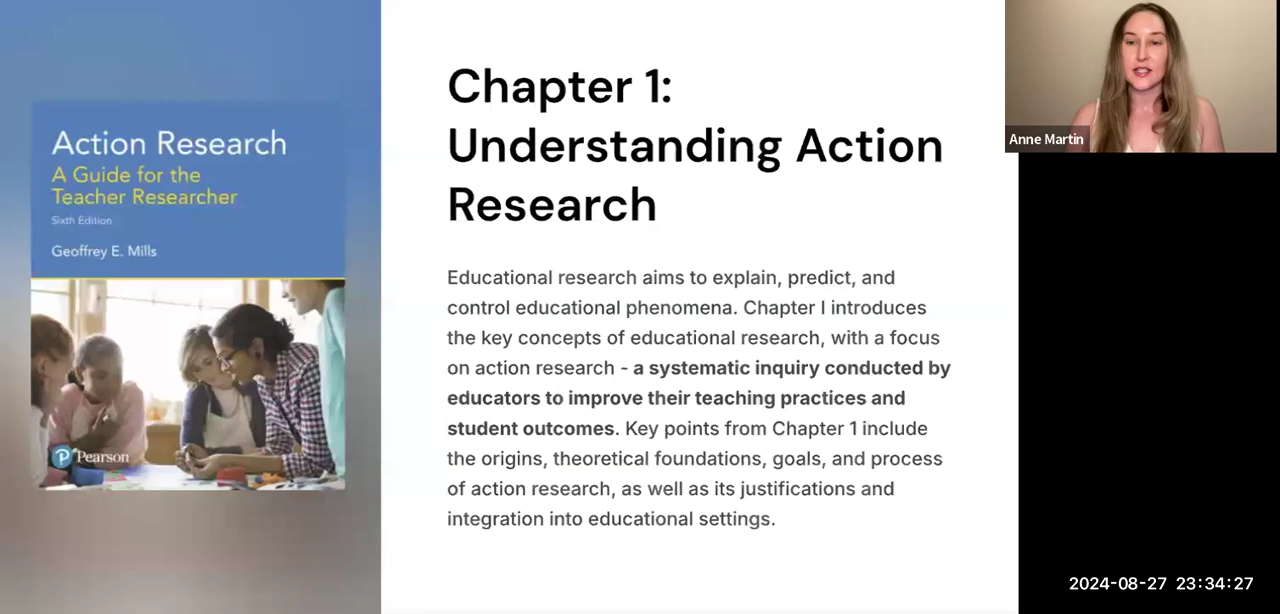 Action Research
A Guide for the
Teacher Researcher
Sixth Edition
Geoffrey E. Mills
Pearson
Chapter 1:
Understanding Action
Research
Educational research aims to explain, predict, and
control educational phenomena. Chapter I introduces
the key concepts of educational research, with a focus
on action research - a systematic inquiry conducted by
educators to improve their teaching practices and
student outcomes. Key points from Chapter 1 include
the origins, theoretical foundations, goals, and process
of action research, as well as its justifications and
integration into educational settings.
Anne Martin
2024-08-27 23:34:27